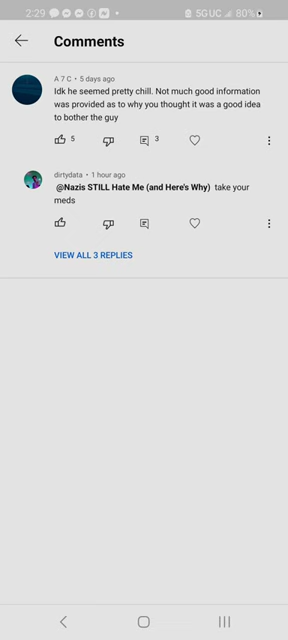 2:29
5GUC 80%
Comments
A 7 C • 5 days ago
Idk he seemed pretty chill. Not much good information
was provided as to why you thought it was a good idea
to bother the guy
5
3
dirtydata • 1 hour ago
@Nazis STILL Hate Me (and Here's Why) take your
meds
VIEW ALL 3 REPLIES